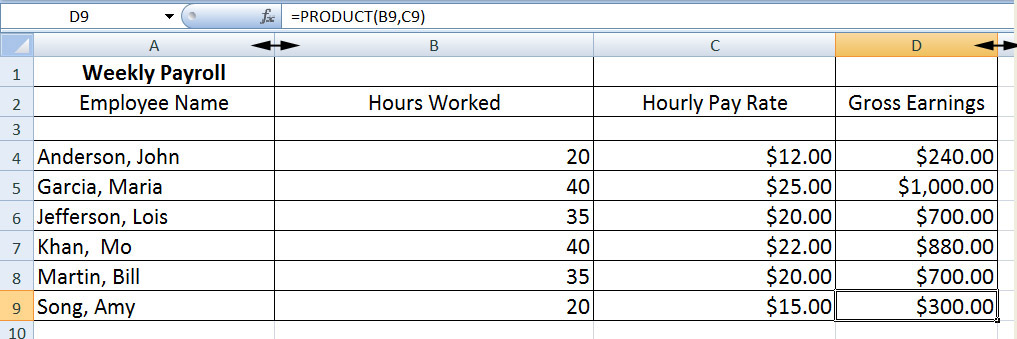 D9 fx =PRODUCT(B9,C9)
A B C D
1 Weekly Payroll
2 Employee Name Hours Worked Hourly Pay Rate Gross Earnings
3
4 Anderson, John 20 $12.00 $240.00
5 Garcia, Maria 40 $25.00 $1,000.00
6 Jefferson, Lois 35 $20.00 $700.00
7 Khan,  Mo 40 $22.00 $880.00
8 Martin, Bill 35 $20.00 $700.00
9 Song, Amy 20 $15.00 $300.00
10